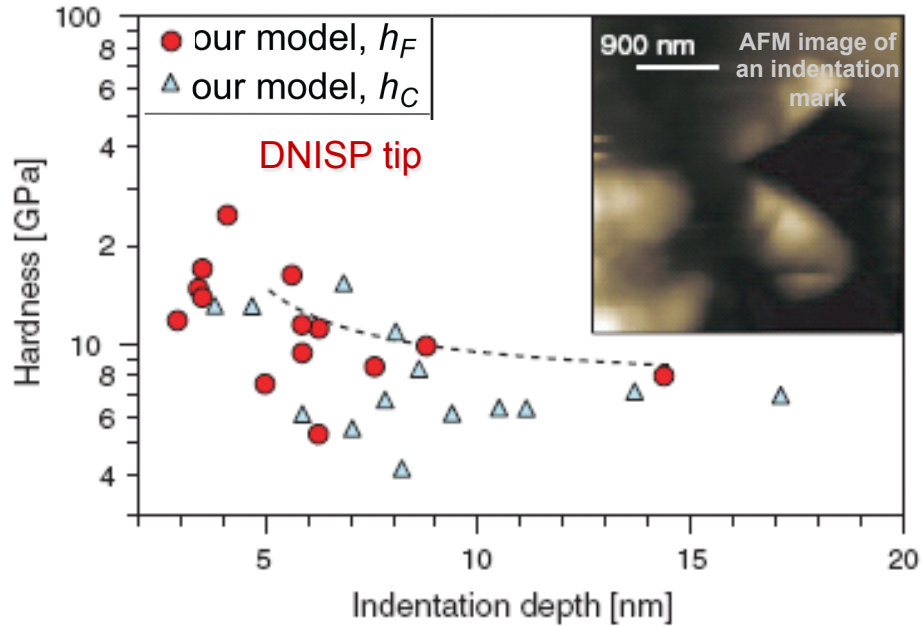 100
8
6
4
2
10
8
6
4
Hardness [GPa]
our model, hF
our model, hC
DNISP tip
900 nm
AFM image of
an indentation
mark
5
10
15
20
Indentation depth [nm]